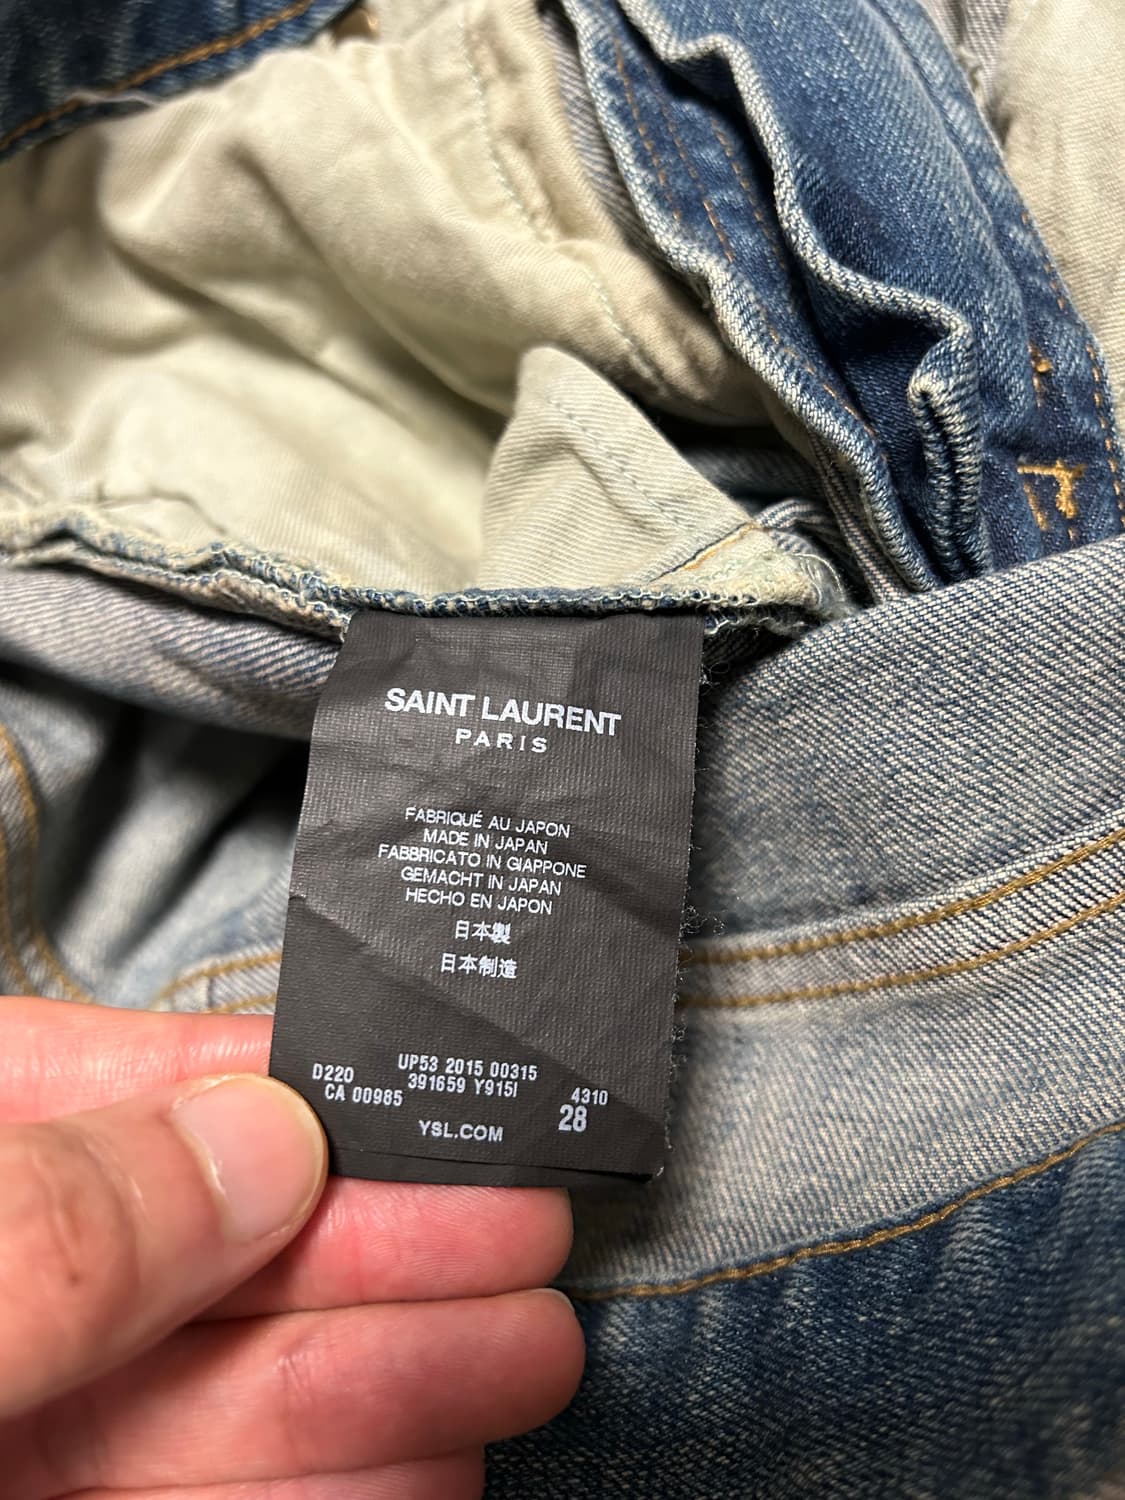 SAINT LAURENT
PARIS
FABRIQUÉ AU JAPON
MADE IN JAPAN
FABBRICATO IN GIAPPONE
GEMACHT IN JAPAN
HECHO EN JAPON
日本製
日本制造
D220 UP53 2015 00315
CA 00985 391659 Y915I 4310
28
YSL.COM